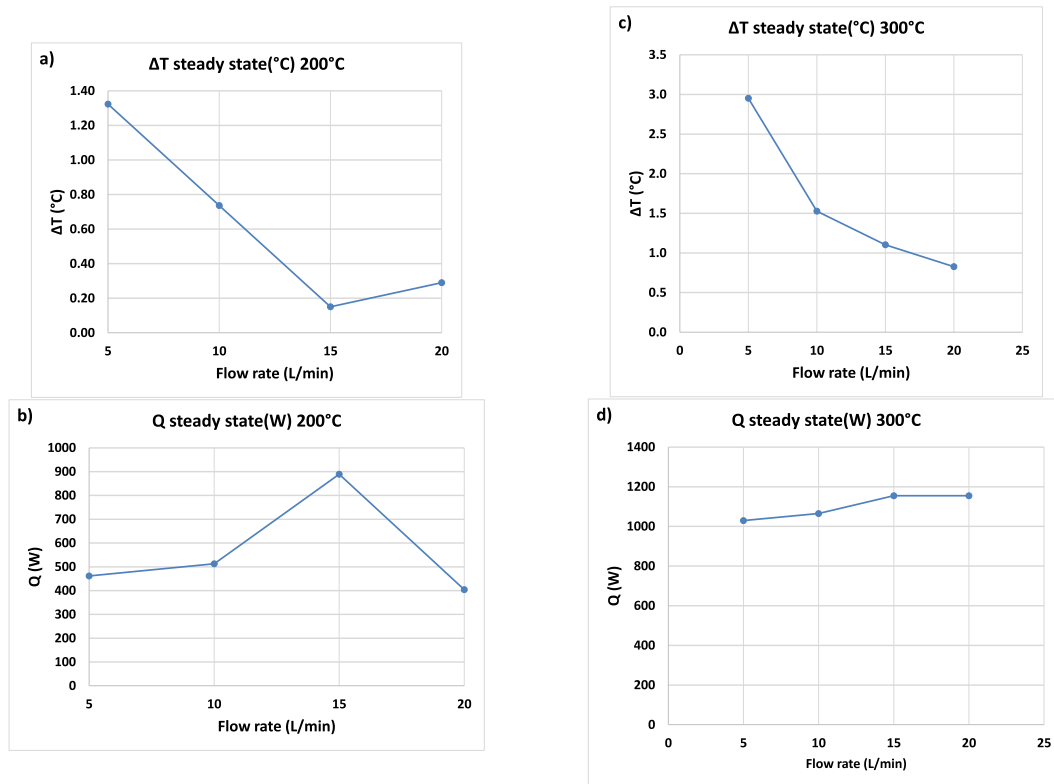 a)
ΔT steady state(°C) 200°C
1.40
1.20
1.00
0.80
0.60
0.40
0.20
0.00
ΔT (°C)
5 10 15 20
Flow rate (L/min)
b)
Q steady state(W) 200°C
1000
900
800
700
600
500
400
300
200
100
0
Q (W)
5 10 15 20
Flow rate (L/min)
c)
ΔT steady state(°C) 300°C
3.5
3.0
2.5
2.0
1.5
1.0
0.5
0.0
ΔT (°C)
0 5 10 15 20 25
Flow rate (L/min)
d)
Q steady state(W) 300°C
1400
1200
1000
800
600
400
200
0
Q (W)
0 5 10 15 20 25
Flow rate (L/min)